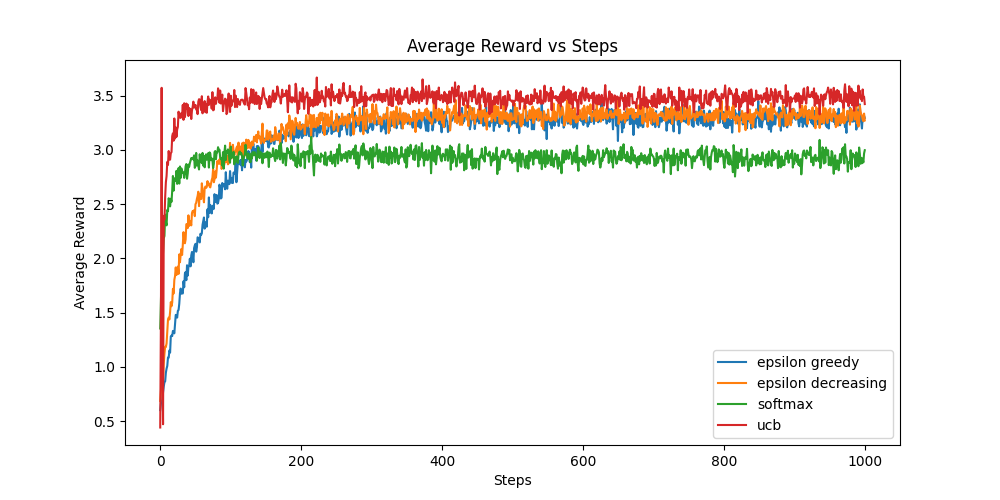 Average Reward vs Steps
Average Reward
3.5
3.0
2.5
2.0
1.5
1.0
0.5
0
200
400
600
800
1000
Steps
epsilon greedy
epsilon decreasing
softmax
ucb